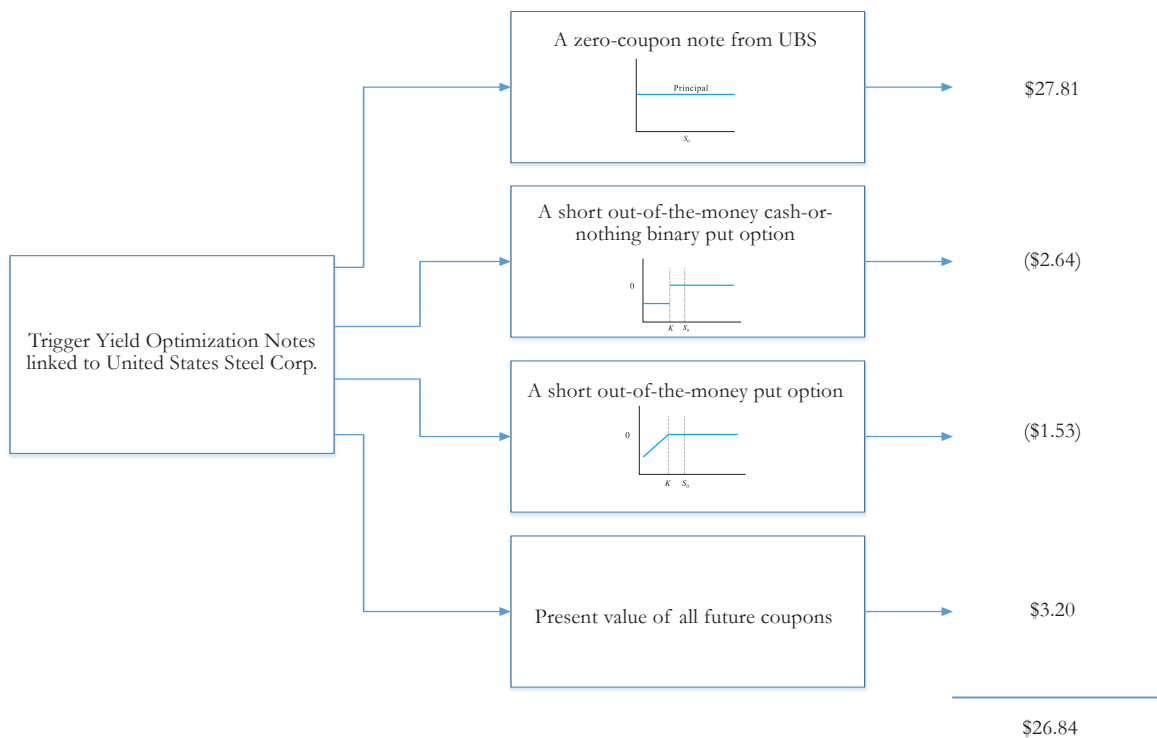 A zero-coupon note from UBS
Principal
S₀
$27.81
A short out-of-the-money cash-or-
nothing binary put option
0
K
S₀
($2.64)
Trigger Yield Optimization Notes
linked to United States Steel Corp.
A short out-of-the-money put option
0
K
S₀
($1.53)
Present value of all future coupons
$3.20
$26.84